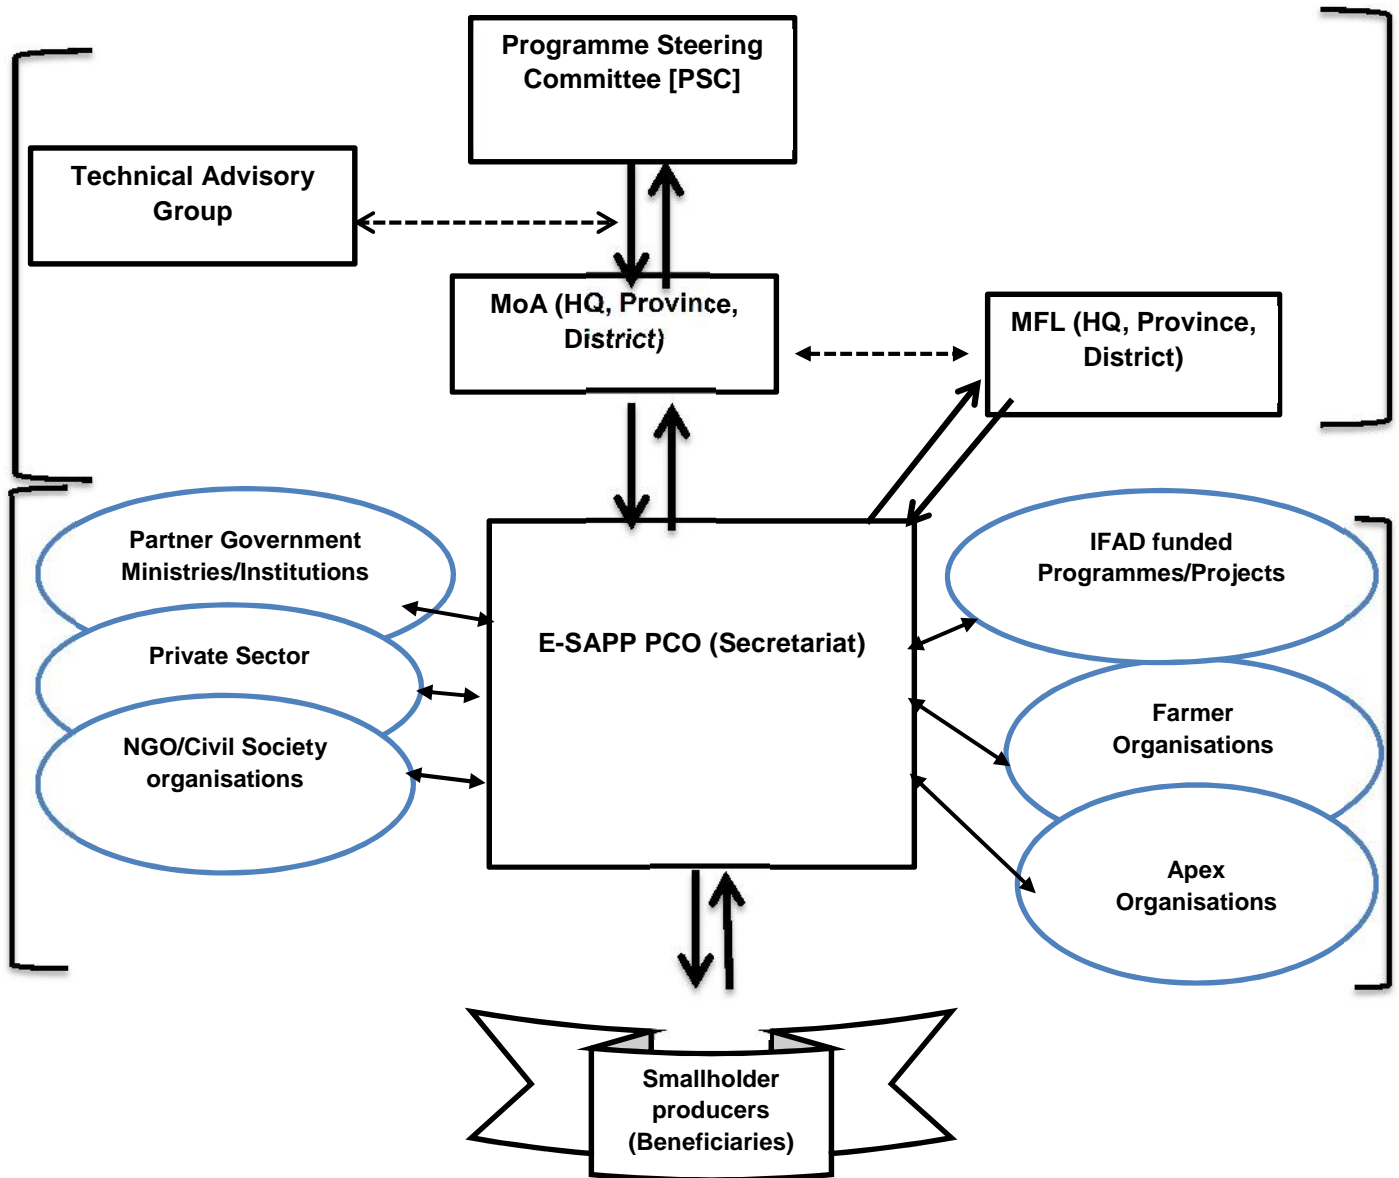 Programme Steering
Committee [PSC]
Technical Advisory
Group
MoA (HQ, Province,
District)
MFL (HQ, Province,
District)
Partner Government
Ministries/Institutions
Private Sector
NGO/Civil Society
organisations
E-SAPP PCO (Secretariat)
IFAD funded
Programmes/Projects
Farmer
Organisations
Apex
Organisations
Smallholder
producers
(Beneficiaries)